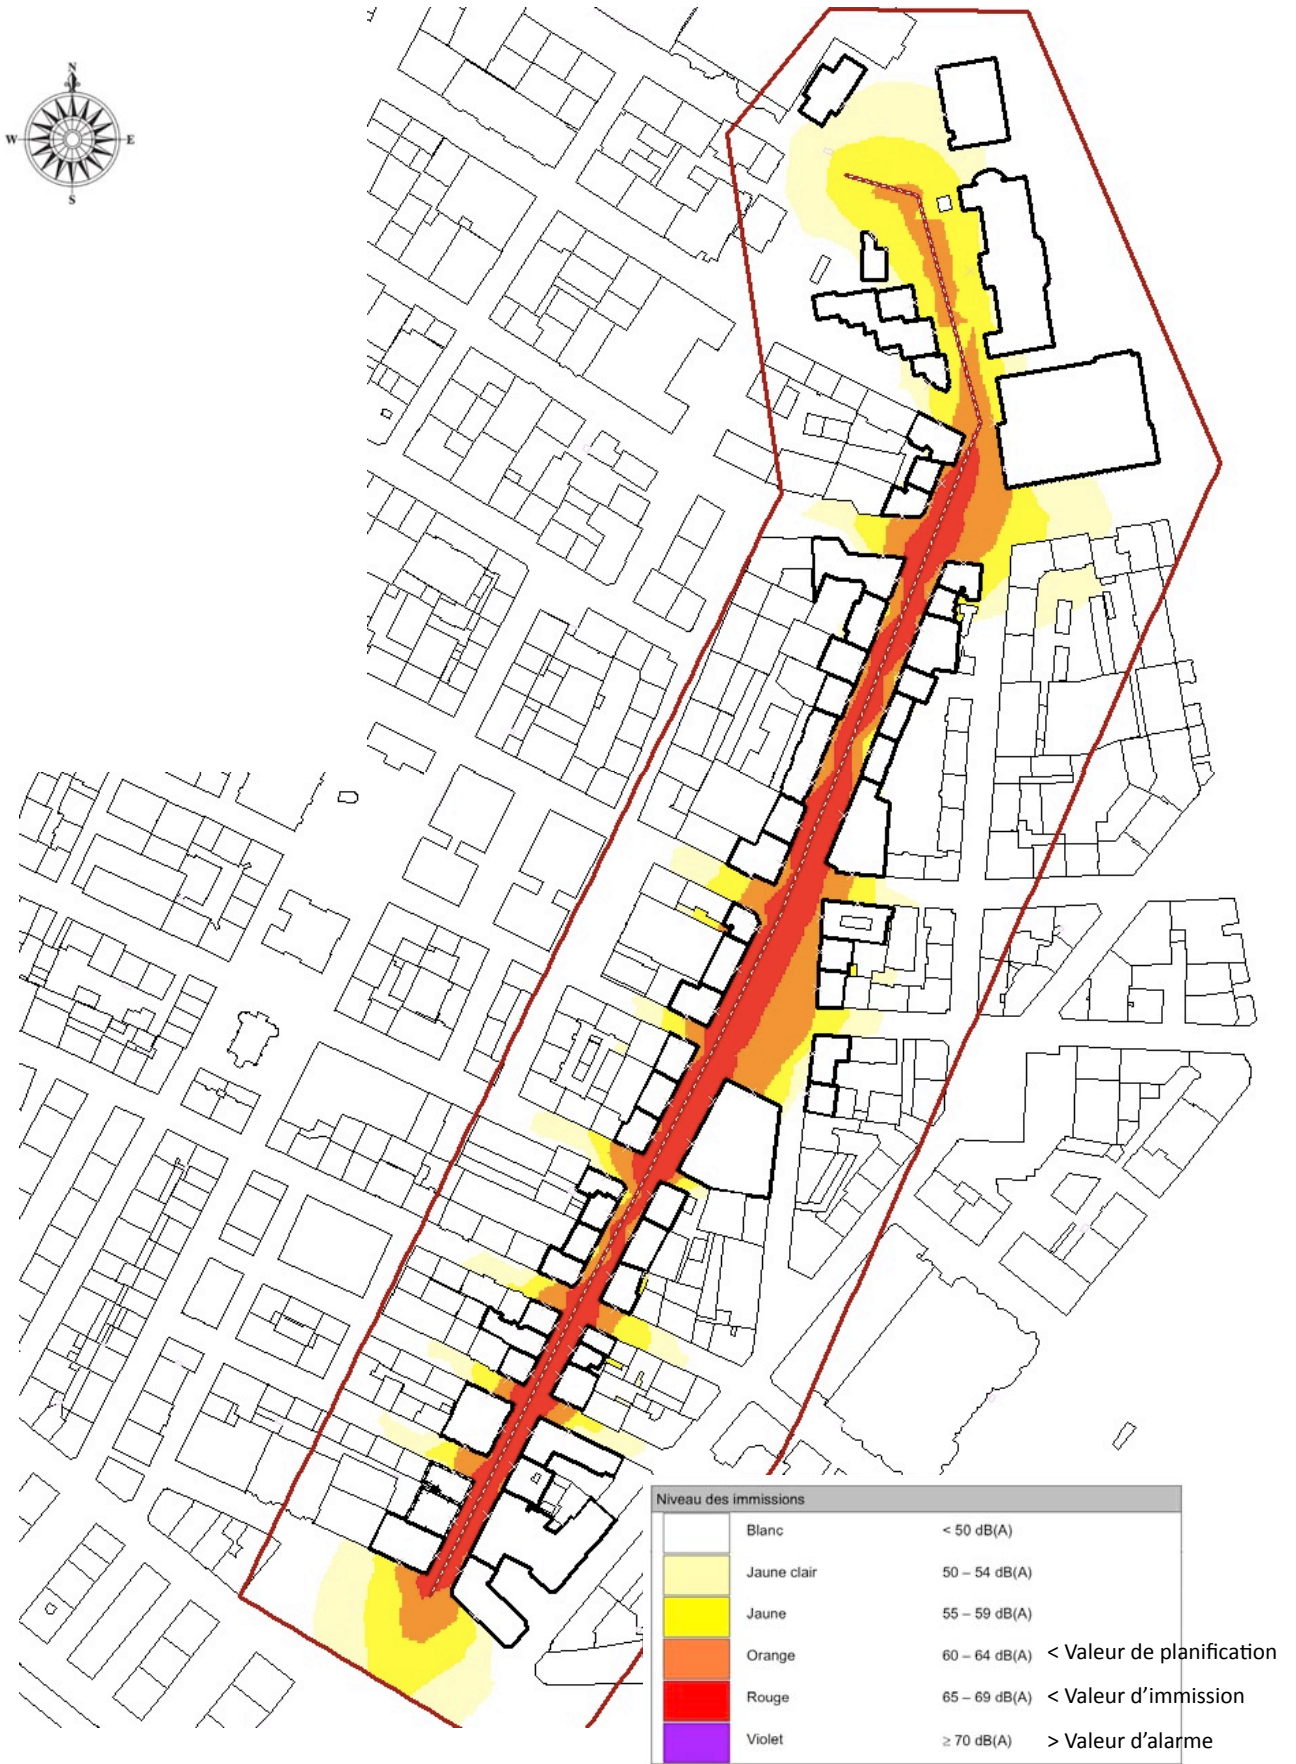 N
W E
S
Niveau des immissions
Blanc < 50 dB(A)
Jaune clair 50 – 54 dB(A)
Jaune 55 – 59 dB(A)
Orange 60 – 64 dB(A) < Valeur de planification
Rouge 65 – 69 dB(A) < Valeur d’immission
Violet ≥ 70 dB(A) > Valeur d’alarme